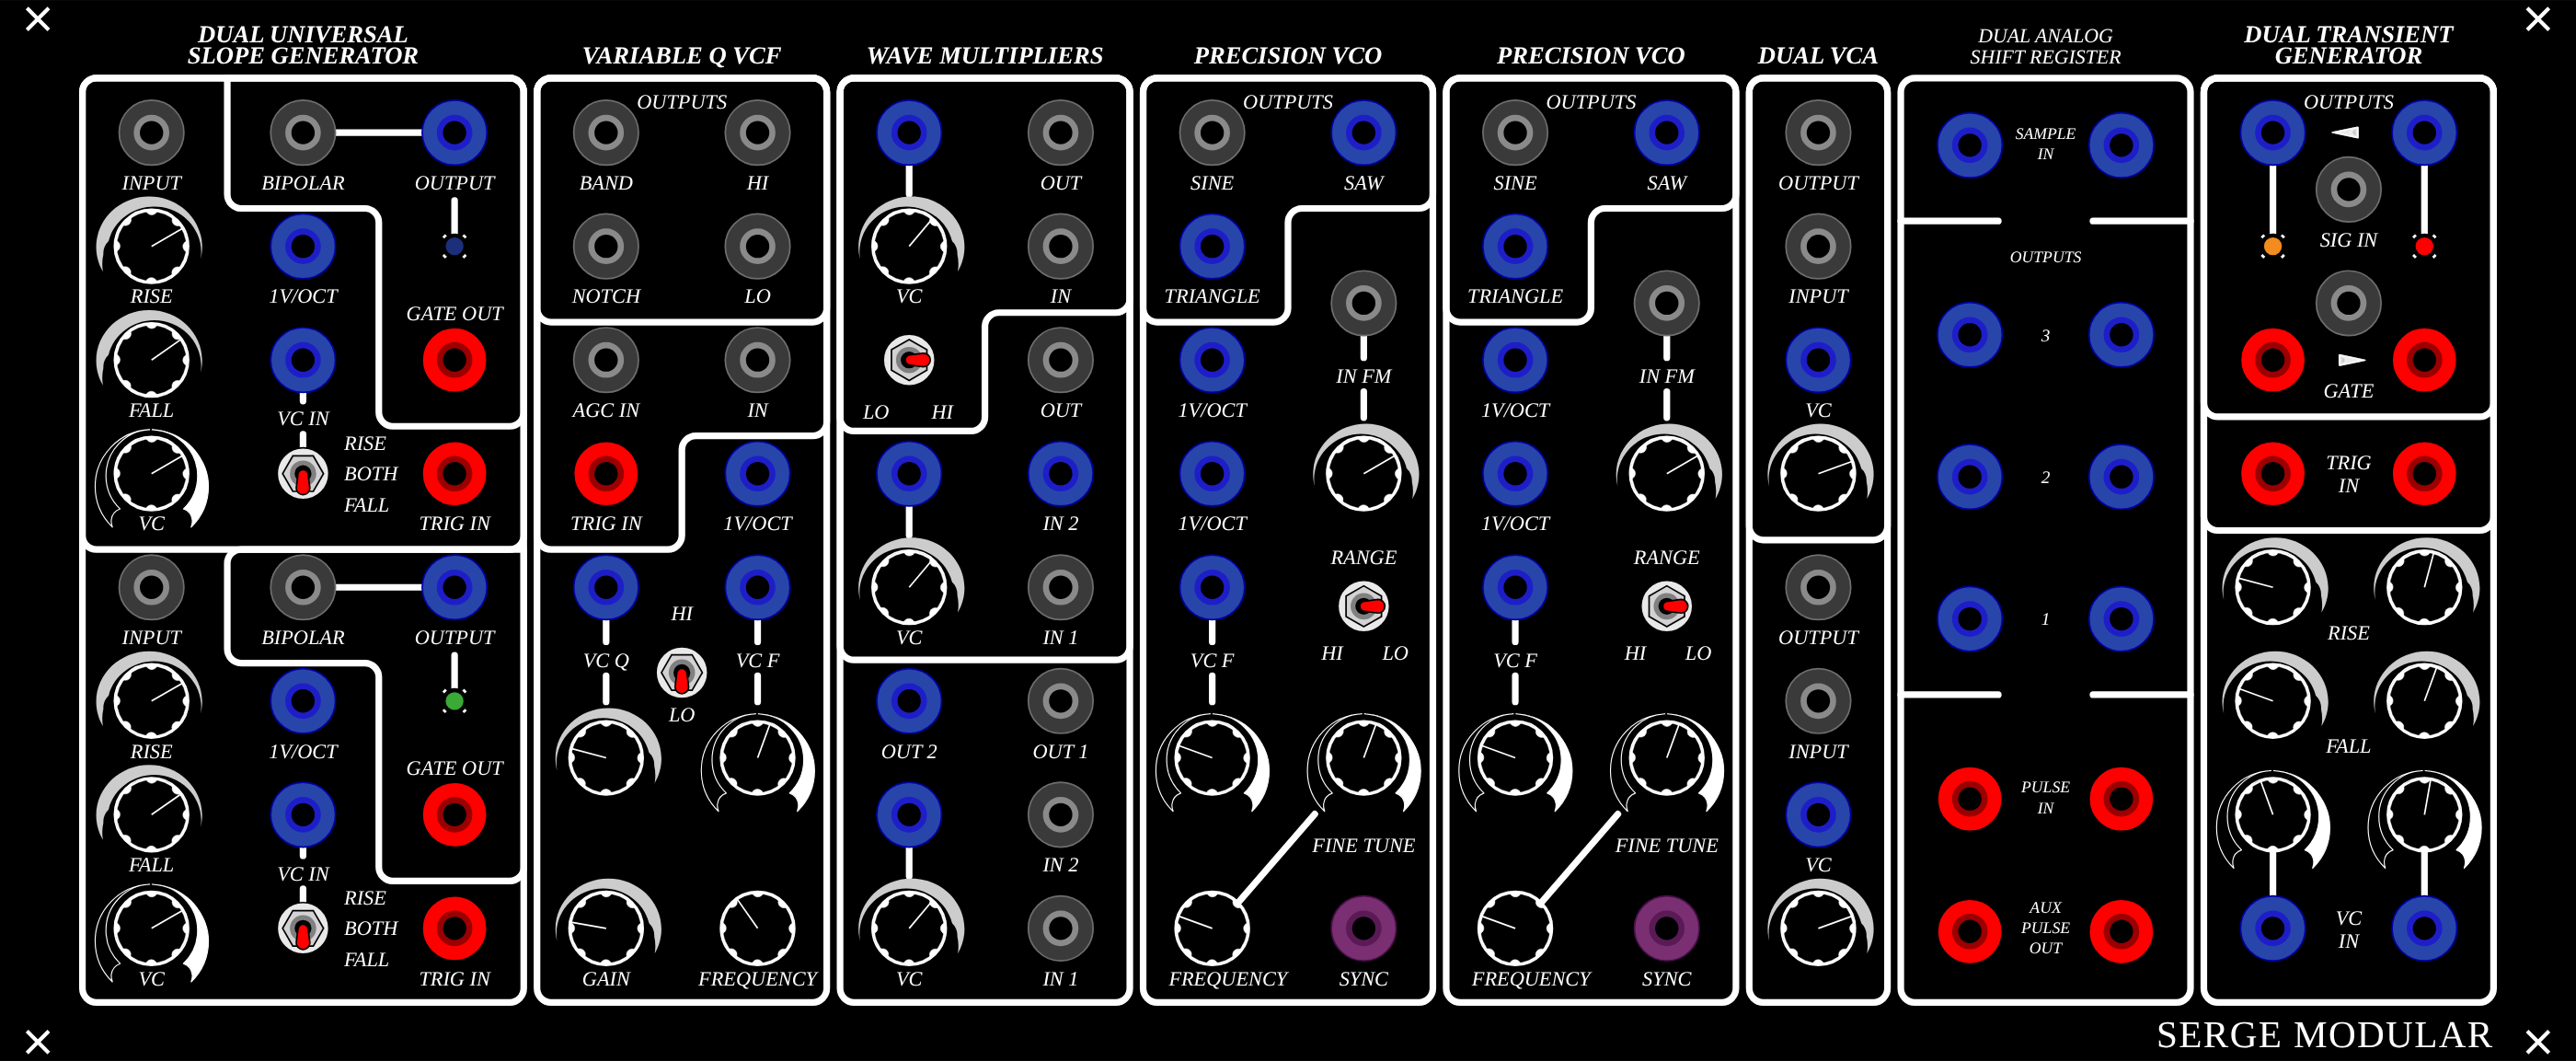 DUAL UNIVERSAL
SLOPE GENERATOR
INPUT
BIPOLAR
OUTPUT
RISE
1V/OCT
GATE OUT
FALL
VC IN
RISE
BOTH
FALL
VC
TRIG IN
INPUT
BIPOLAR
OUTPUT
RISE
1V/OCT
GATE OUT
FALL
VC IN
RISE
BOTH
FALL
VC
TRIG IN
VARIABLE Q VCF
OUTPUTS
BAND
HI
NOTCH
LO
AGC IN
IN
TRIG IN
1V/OCT
HI
VC Q
VC F
LO
GAIN
FREQUENCY
WAVE MULTIPLIERS
OUT
VC
IN
LO
HI
OUT
IN 2
VC
IN 1
OUT 2
OUT 1
IN 2
VC
IN 1
PRECISION VCO
OUTPUTS
SINE
SAW
TRIANGLE
IN FM
1V/OCT
1V/OCT
RANGE
HI
LO
VC F
FINE TUNE
FREQUENCY
SYNC
PRECISION VCO
OUTPUTS
SINE
SAW
TRIANGLE
IN FM
1V/OCT
1V/OCT
RANGE
HI
LO
VC F
FINE TUNE
FREQUENCY
SYNC
DUAL VCA
OUTPUT
INPUT
VC
OUTPUT
INPUT
VC
DUAL ANALOG
SHIFT REGISTER
SAMPLE
IN
OUTPUTS
3
2
1
PULSE
IN
AUX
PULSE
OUT
DUAL TRANSIENT
GENERATOR
OUTPUTS
SIG IN
GATE
TRIG
IN
RISE
FALL
VC
IN
SERGE MODULAR